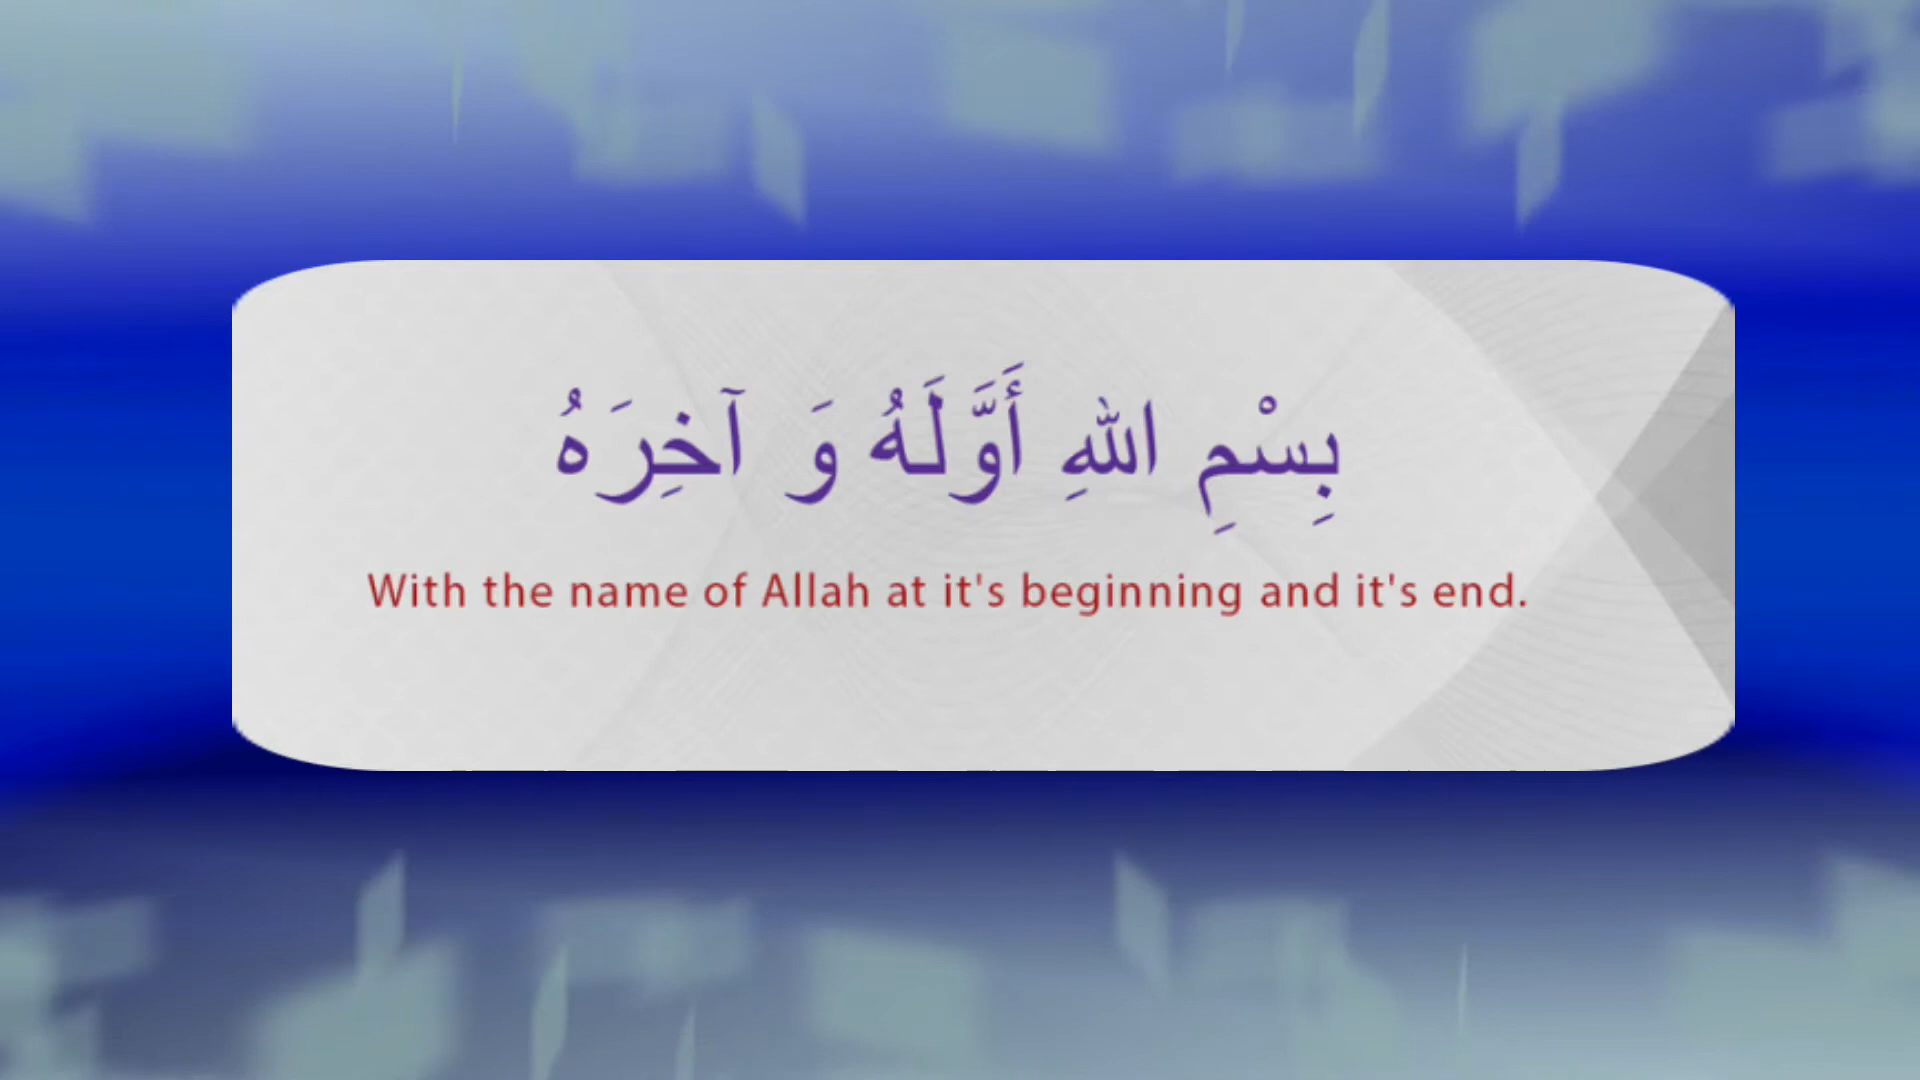 بِسْمِ اللهِ أَوَّلَهُ وَ آخِرَهُ
With the name of Allah at it's beginning and it's end.